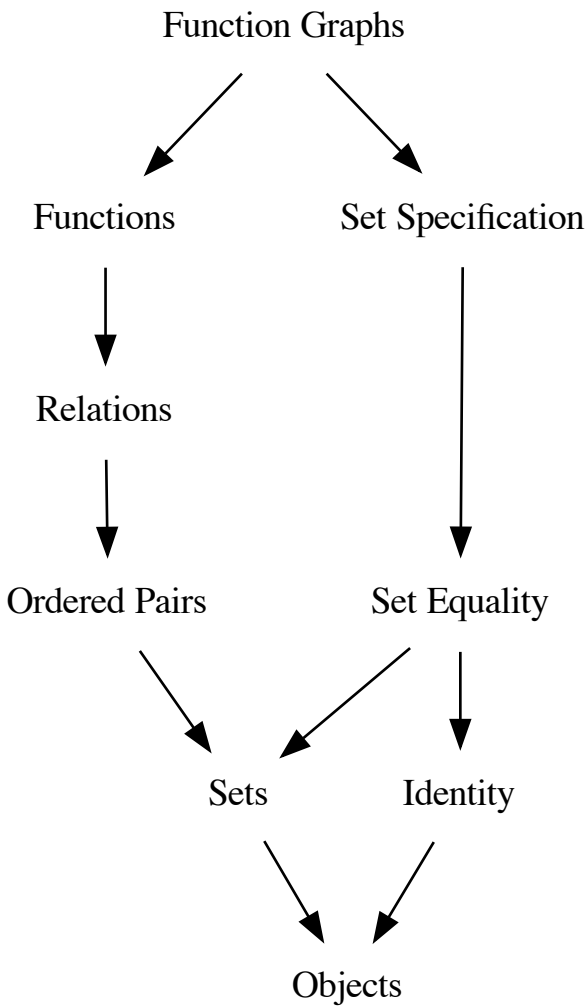 Function Graphs
Functions
Set Specification
Relations
Ordered Pairs
Set Equality
Sets
Identity
Objects